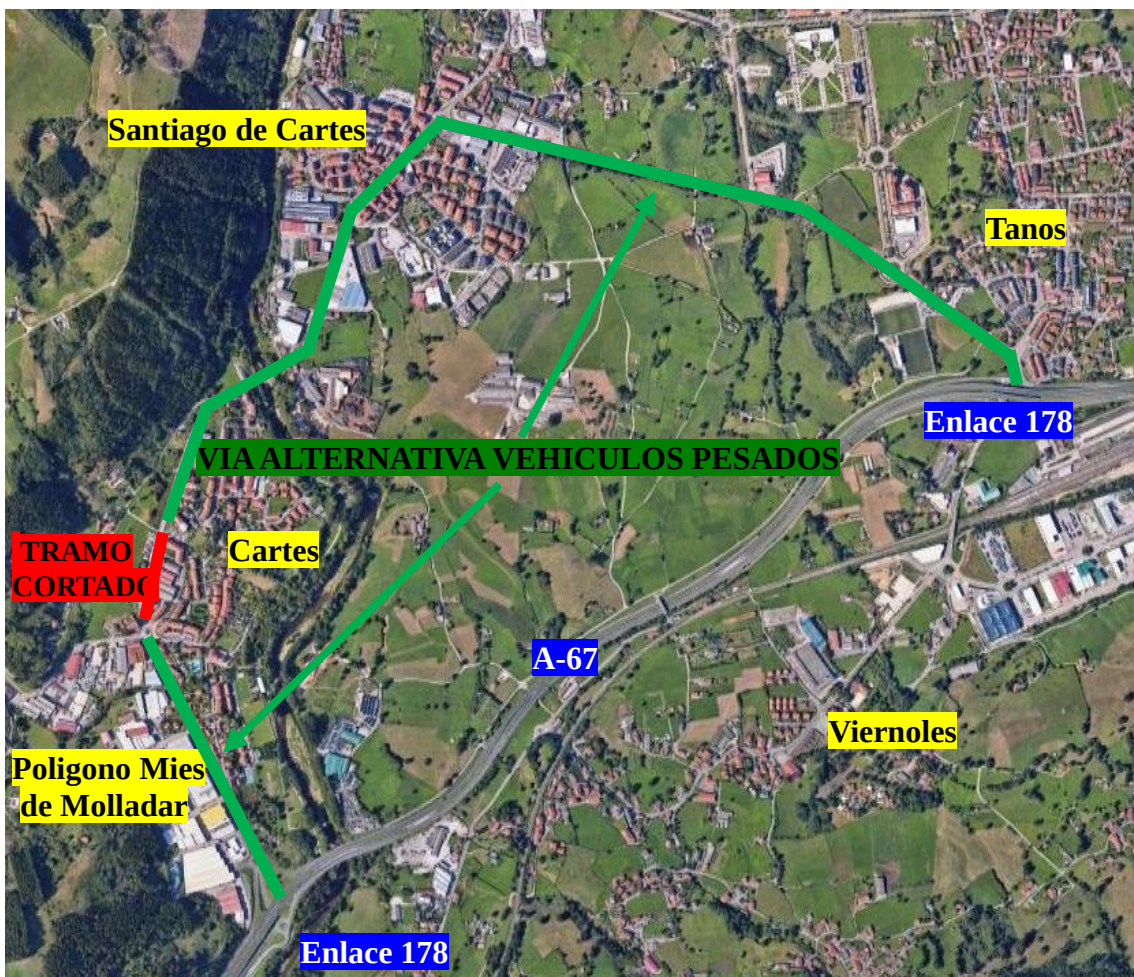 Santiago de Cartes
Tanos
Enlace 178
VIA ALTERNATIVA VEHICULOS PESADOS
TRAMO
CORTADO
Cartes
A-67
Viernoles
Poligono Mies
de Molladar
Enlace 178